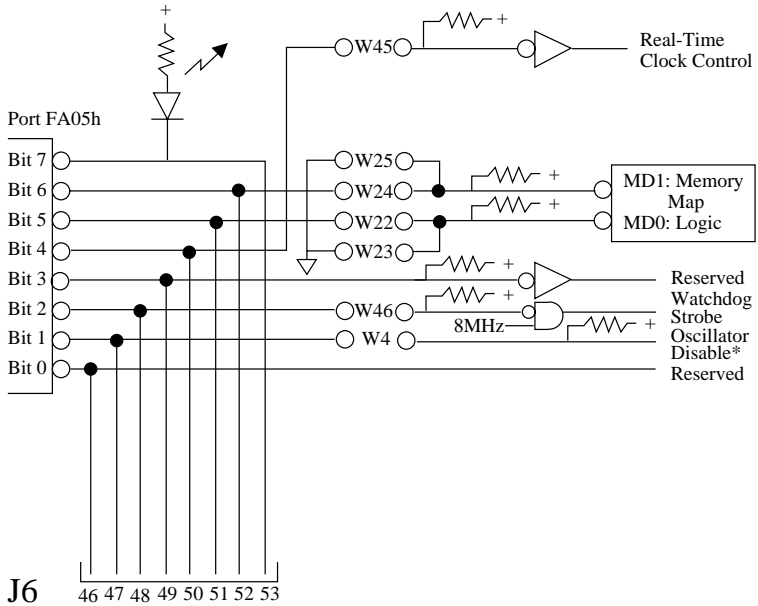 +
W45
+
Real-Time
Clock Control
Port FA05h
Bit 7
W25
Bit 6
W24
+
MD1: Memory
Map
Bit 5
W22
+
MD0: Logic
Bit 4
W23
Bit 3
+
Reserved
Bit 2
W46
+
Watchdog
Strobe
8MHz
Bit 1
W4
+
Oscillator
Disable*
Bit 0
Reserved
J6
46 47 48 49 50 51 52 53